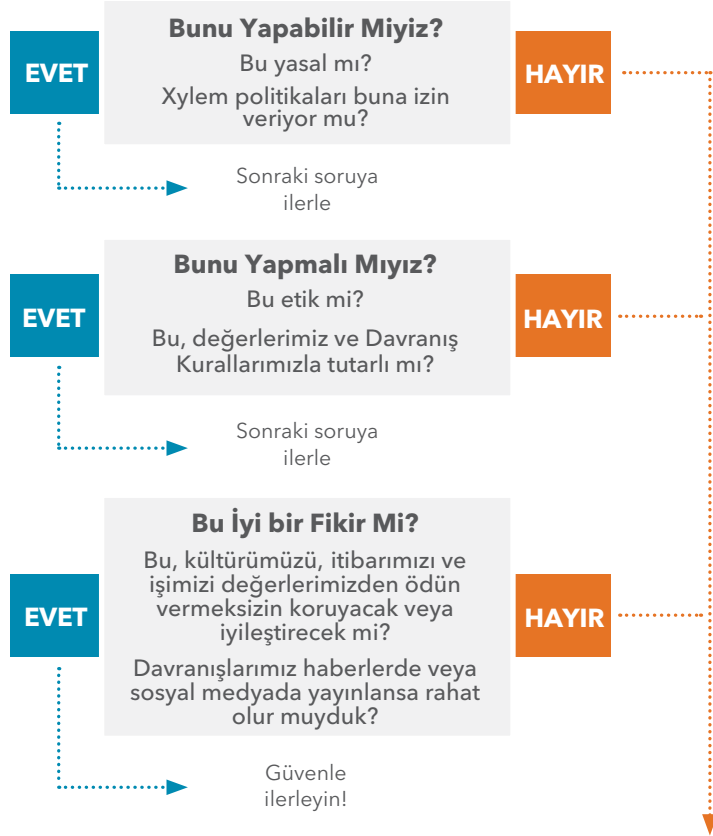 Bunu Yapabilir Miyiz?
EVET
Bu yasal mı?
HAYIR
Xylem politikaları buna izin
veriyor mu?
Sonraki soruya
ilerle
Bunu Yapmalı Mıyız?
EVET
Bu etik mi?
HAYIR
Bu, değerlerimiz ve Davranış
Kurallarımızla tutarlı mı?
Sonraki soruya
ilerle
Bu İyi bir Fikir Mi?
Bu, kültürümüzü, itibarımızı ve
işimizi değerlerimizden ödün
vermeksizin koruyacak veya
iyileştirecek mi?
EVET
HAYIR
Davranışlarımız haberlerde veya
sosyal medyada yayınlansa rahat
olur muyduk?
Güvenle
ilerleyin!